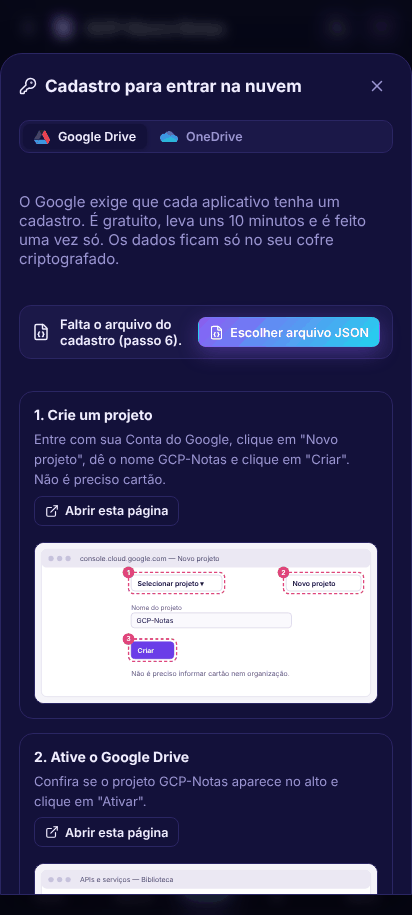 Cadastro para entrar na nuvem
Google Drive
OneDrive
O Google exige que cada aplicativo tenha um
cadastro. É gratuito, leva uns 10 minutos e é feito
uma vez só. Os dados ficam só no seu cofre
criptografado.
Falta o arquivo do
cadastro (passo 6).
Escolher arquivo JSON
1. Crie um projeto
Entre com sua Conta do Google, clique em "Novo
projeto", dê o nome GCP-Notas e clique em "Criar".
Não é preciso cartão.
Abrir esta página
console.cloud.google.com — Novo projeto
1
Selecionar projeto ▾
2
Novo projeto
Nome do projeto
GCP-Notas
3
Criar
Não é preciso informar cartão nem organização.
2. Ative o Google Drive
Confira se o projeto GCP-Notas aparece no alto e
clique em "Ativar".
Abrir esta página
APIs e serviços — Biblioteca